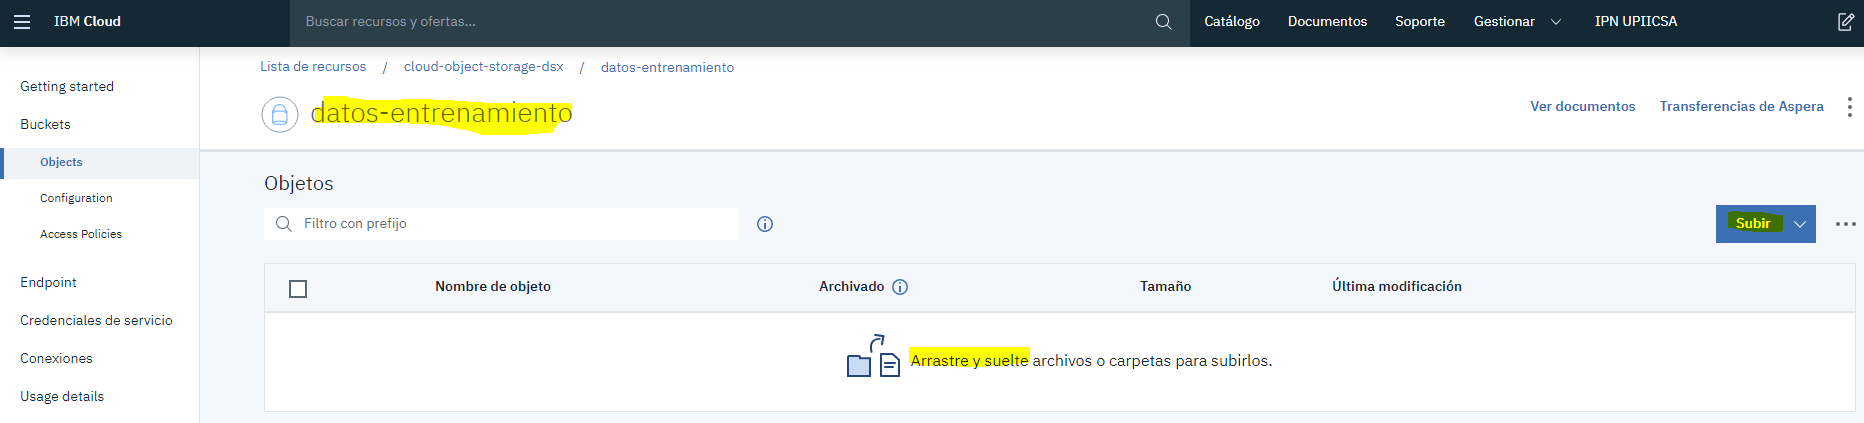 IBM Cloud
Buscar recursos y ofertas...
Catálogo Documentos Soporte Gestionar IPN UPIICSA
Getting started
Buckets
Objects
Configuration
Access Policies
Endpoint
Credenciales de servicio
Conexiones
Usage details
Lista de recursos / cloud-object-storage-dsx / datos-entrenamiento
datos-entrenamiento
Ver documentos Transferencias de Aspera
Objetos
Filtro con prefijo
Subir
Nombre de objeto Archivado Tamaño Última modificación
Arrastre y suelte archivos o carpetas para subirlos.